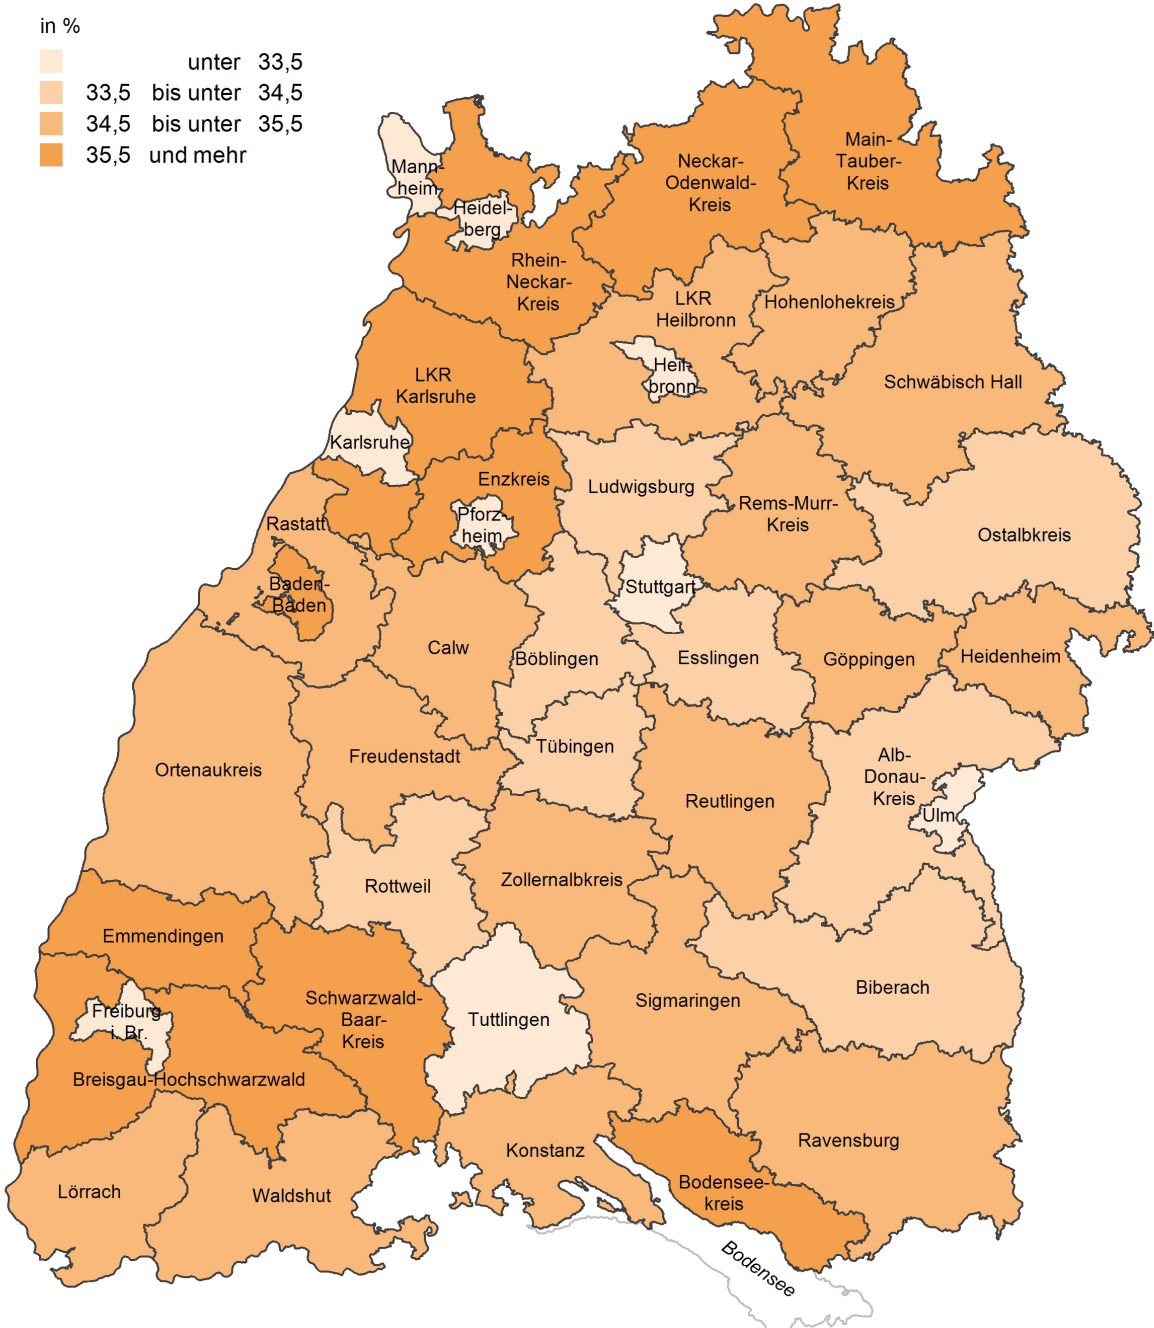 in %
unter 33,5
33,5 bis unter 34,5
34,5 bis unter 35,5
35,5 und mehr
Main-
Tauber-
Kreis
Neckar-
Odenwald-
Kreis
Mann-
heim
Heidel-
berg
Rhein-
Neckar-
Kreis
LKR
Heilbronn
Hohenlohekreis
Heil-
bronn
Schwäbisch Hall
LKR
Karlsruhe
Karlsruhe
Enzkreis
Ludwigsburg
Rems-Murr-
Kreis
Pforz-
heim
Rastatt
Ostalbkreis
Baden-
Baden
Stuttgart
Calw
Böblingen
Esslingen
Göppingen
Heidenheim
Tübingen
Freudenstadt
Ortenaukreis
Alb-
Donau-
Kreis
Reutlingen
Ulm
Rottweil
Zollernalbkreis
Emmendingen
Biberach
Schwarzwald-
Baar-
Kreis
Sigmaringen
Freiburg
i. Br.
Tuttlingen
Breisgau-Hochschwarzwald
Ravensburg
Konstanz
Lörrach
Waldshut
Bodensee-
kreis
Bodensee